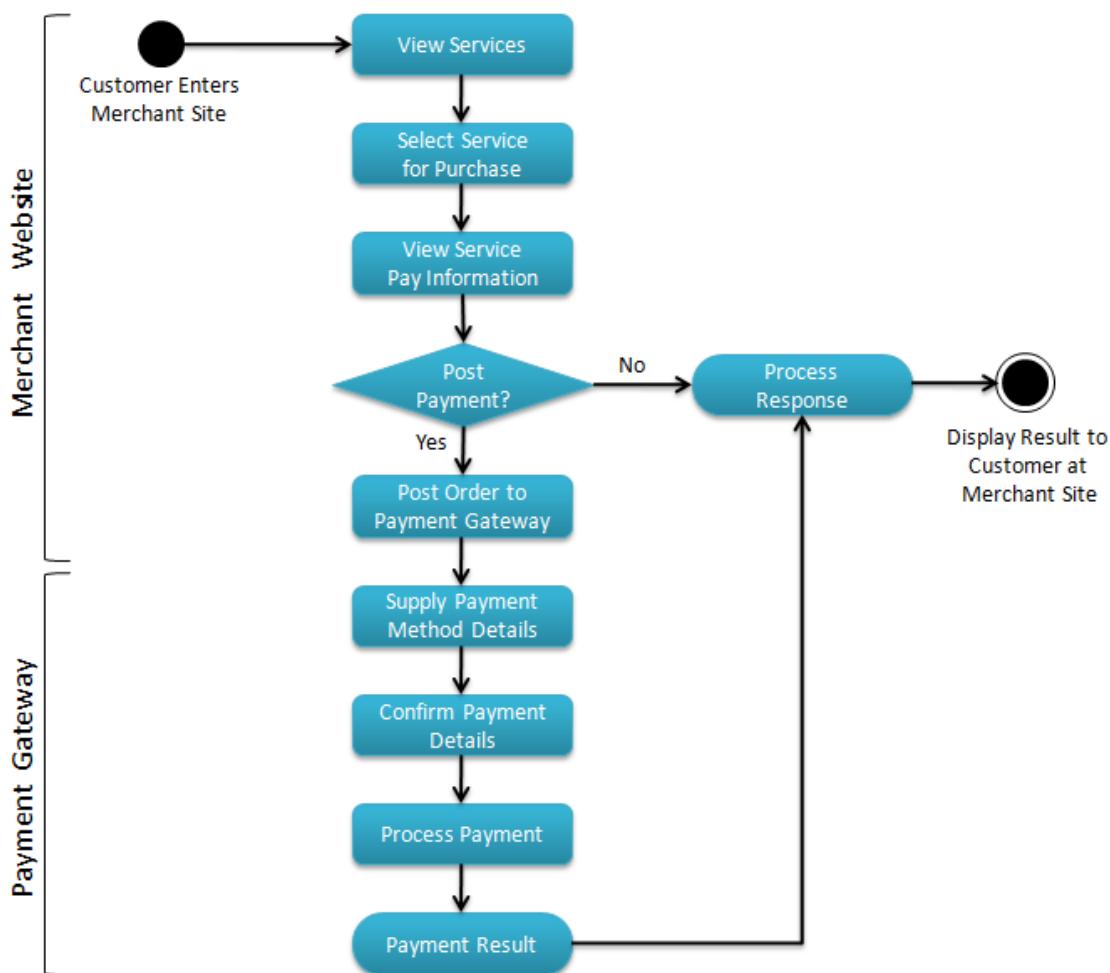 Merchant Website
Customer Enters
Merchant Site
View Services
Select Service
for Purchase
View Service
Pay Information
Post
Payment?
No
Process
Response
Display Result to
Customer at
Merchant Site
Yes
Post Order to
Payment Gateway
Payment Gateway
Supply Payment
Method Details
Confirm Payment
Details
Process Payment
Payment Result